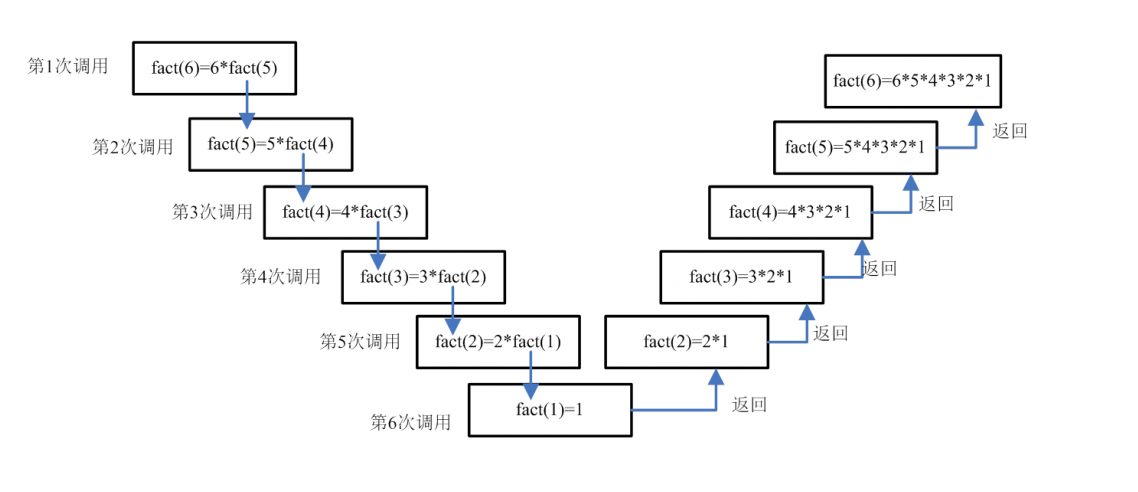 第1次调用
fact(6)=6*fact(5)
fact(6)=6*5*4*3*2*1
返回
第2次调用
fact(5)=5*fact(4)
fact(5)=5*4*3*2*1
返回
第3次调用
fact(4)=4*fact(3)
fact(4)=4*3*2*1
返回
第4次调用
fact(3)=3*fact(2)
fact(3)=3*2*1
返回
第5次调用
fact(2)=2*fact(1)
fact(2)=2*1
返回
第6次调用
fact(1)=1